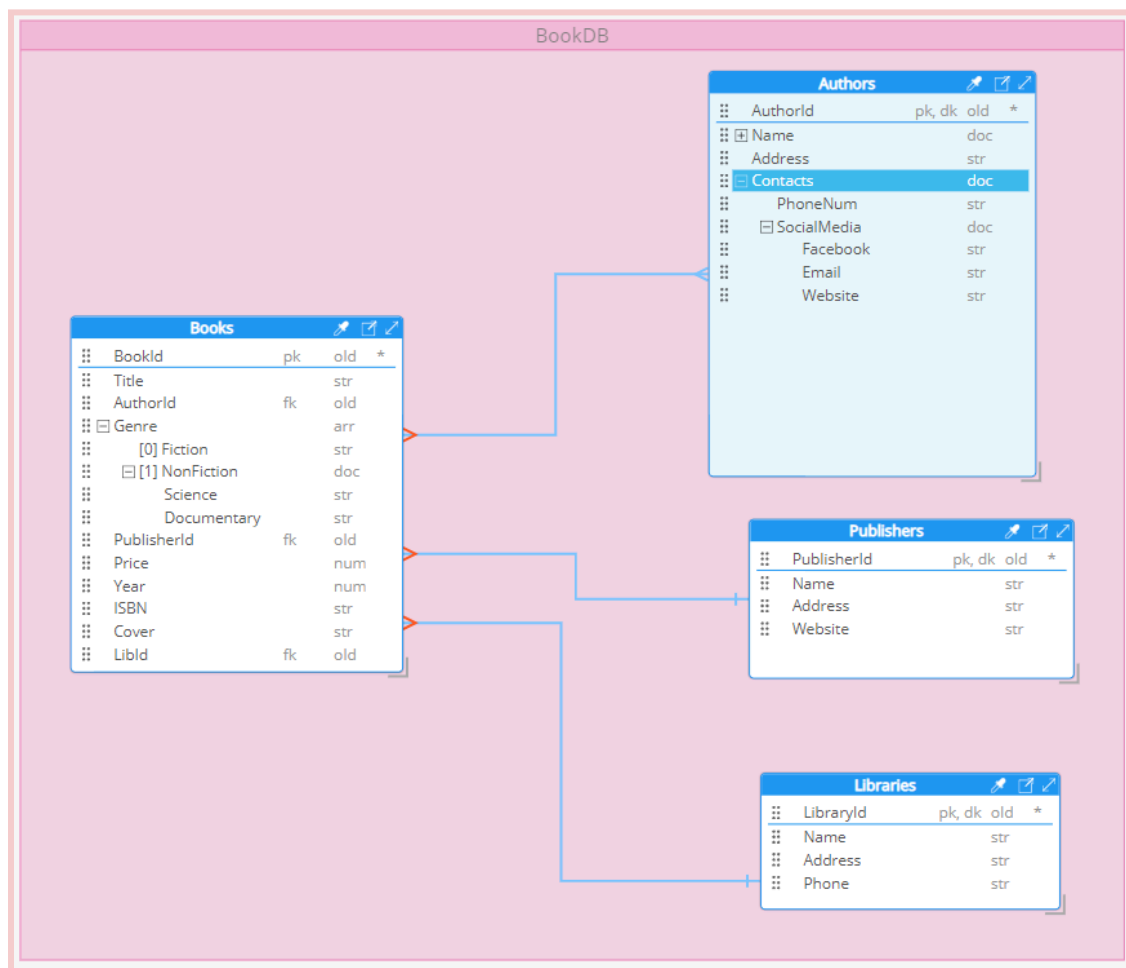 BookDB
Authors
AuthorId pk, dk old *
Name doc
Address str
Contacts doc
PhoneNum str
SocialMedia doc
Facebook str
Email str
Website str
Books
BookId pk old *
Title str
AuthorId fk old
Genre arr
[0] Fiction str
[1] NonFiction doc
Science str
Documentary str
PublisherId fk old
Price num
Year num
ISBN str
Cover str
LibId fk old
Publishers
PublisherId pk, dk old *
Name str
Address str
Website str
Libraries
LibraryId pk, dk old *
Name str
Address str
Phone str